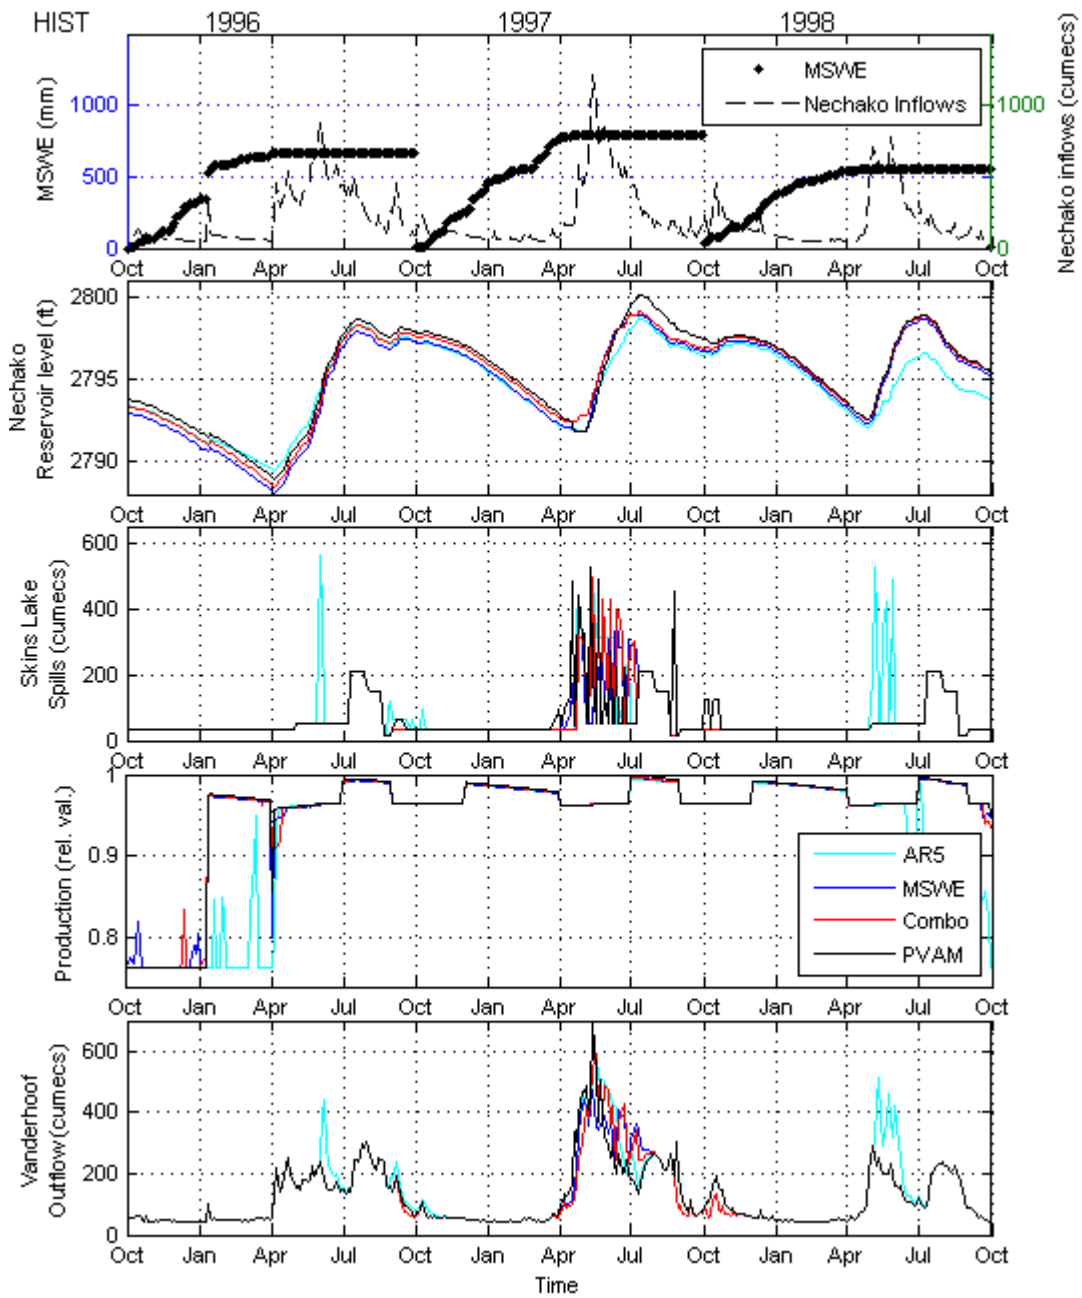 HIST 1996 1997 1998
MSWE (mm)
1000
500
0
MSWE
Nechako Inflows
1000
0
Nechako inflows (cumecs)
Oct Jan Apr Jul Oct Jan Apr Jul Oct Jan Apr Jul Oct
Nechako
Reservoir level (ft)
2800
2795
2790
Oct Jan Apr Jul Oct Jan Apr Jul Oct Jan Apr Jul Oct
Skins Lake
Spills (cumecs)
600
400
200
0
Oct Jan Apr Jul Oct Jan Apr Jul Oct Jan Apr Jul Oct
Production (rel. val.)
1
0.9
0.8
AR5
MSWE
Combo
PVAM
Oct Jan Apr Jul Oct Jan Apr Jul Oct Jan Apr Jul Oct
Vanderhoof
Outflow (cumecs)
600
400
200
0
Oct Jan Apr Jul Oct Jan Apr Jul Oct Jan Apr Jul Oct
Time